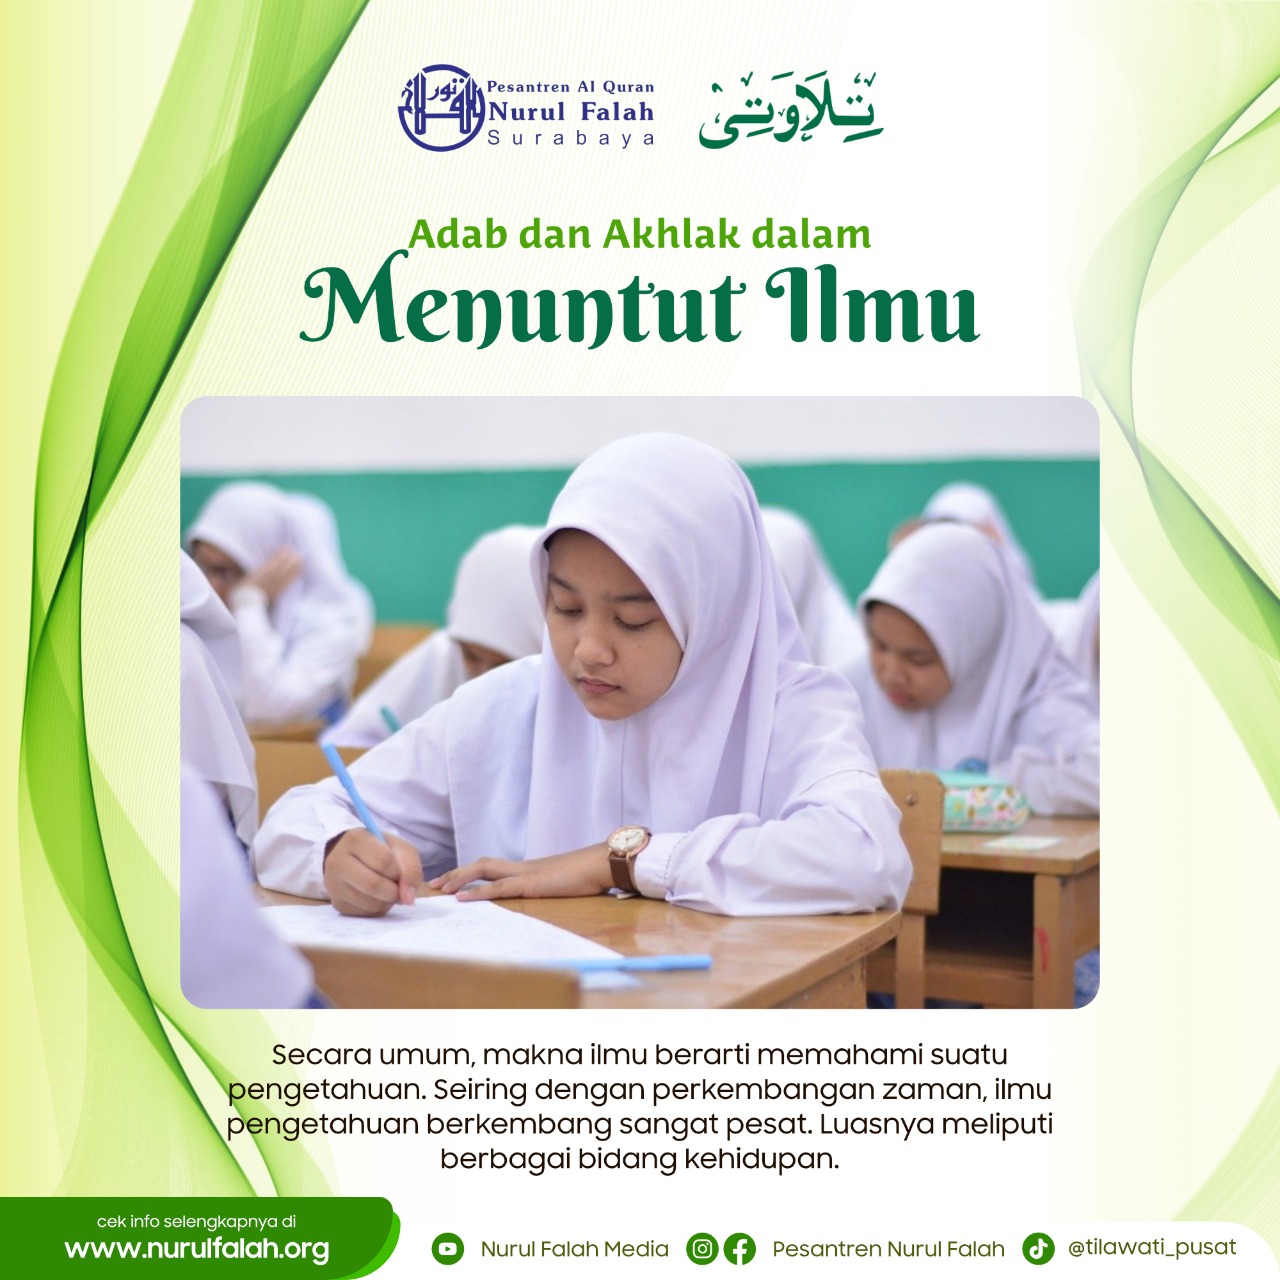 Pesantren Al Quran
Nurul Falah
Surabaya
تِلَاوَتِى
Adab dan Akhlak dalam
Menuntut Ilmu
Secara umum, makna ilmu berarti memahami suatu
pengetahuan. Seiring dengan perkembangan zaman, ilmu
pengetahuan berkembang sangat pesat. Luasnya meliputi
berbagai bidang kehidupan.
cek info selengkapnya di
www.nurulfalah.org
Nurul Falah Media
Pesantren Nurul Falah
@tilawati_pusat